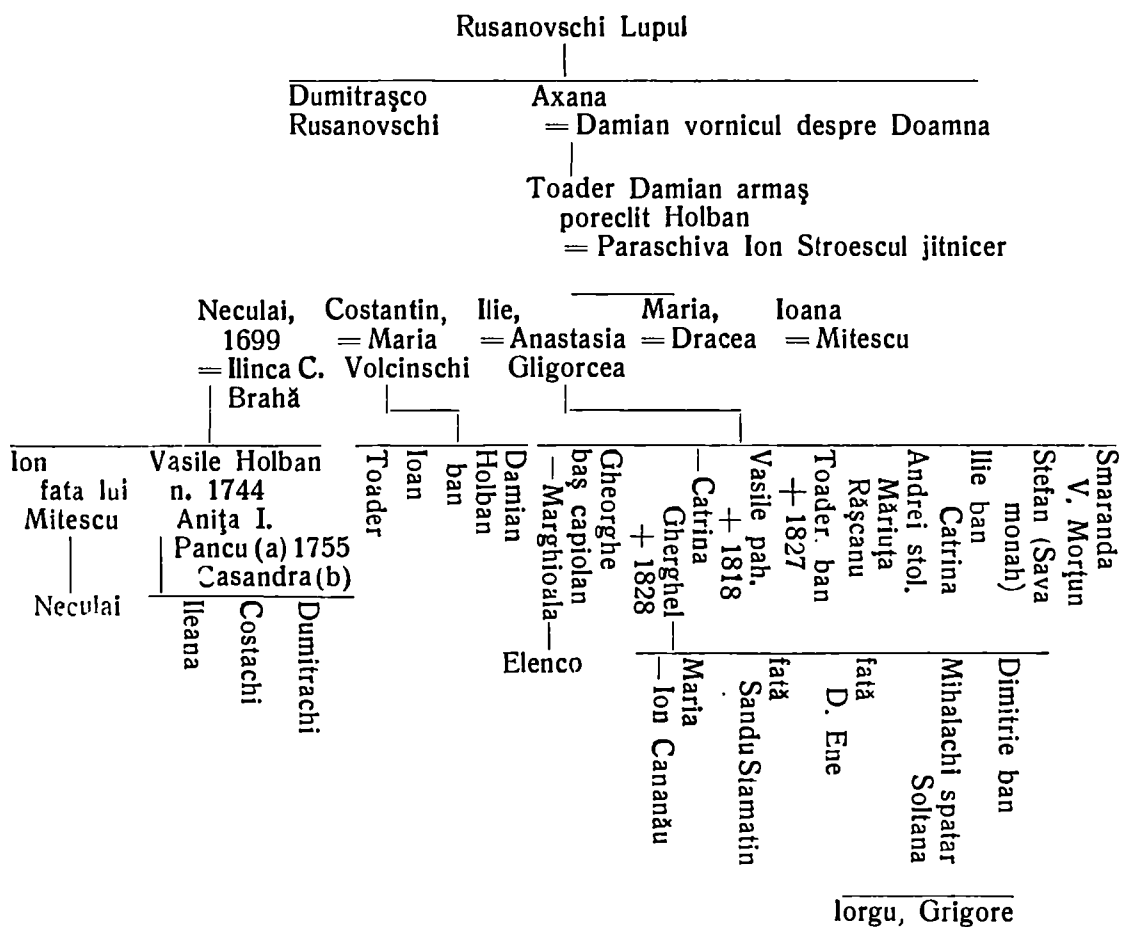 Rusanovschi Lupul
Dumitraşco Axana
Rusanovschi = Damian vornicul despre Doamna
Toader Damian armaş
poreclit Holban
= Paraschiva Ion Stroescul jitnicer
Neculai, Costantin, Ilie, Maria, Ioana
1699 = Maria = Anastasia = Dracea = Mitescu
= Ilinca C. Volcinschi Gligorcea
Brahă
Ion Vasile Holban
fata lui n. 1744
Mitescu Aniţa I.
Pancu (a) 1755
Casandra (b)
Neculai
Ileana
Costachi
Dumitrachi
Toader
Ioan
ban
Holban
Damian
Gheorghe
baş capiolan
— Marghioala —
Elenco
— Catrina
Gherghel —
+ 1828
Vasile pah.
+ 1818
Toader. ban
+ 1827
Andrei stol.
Măriuţa
Răşcanu
Ilie ban
Catrina
Stefan (Sava
monah)
Smaranda
V. Morţun
Maria
— Ion Cananău
fată
Sandu Stamatin
fată
D. Ene
Mihalachi spatar
Soltana
Dimitrie ban
Iorgu, Grigore